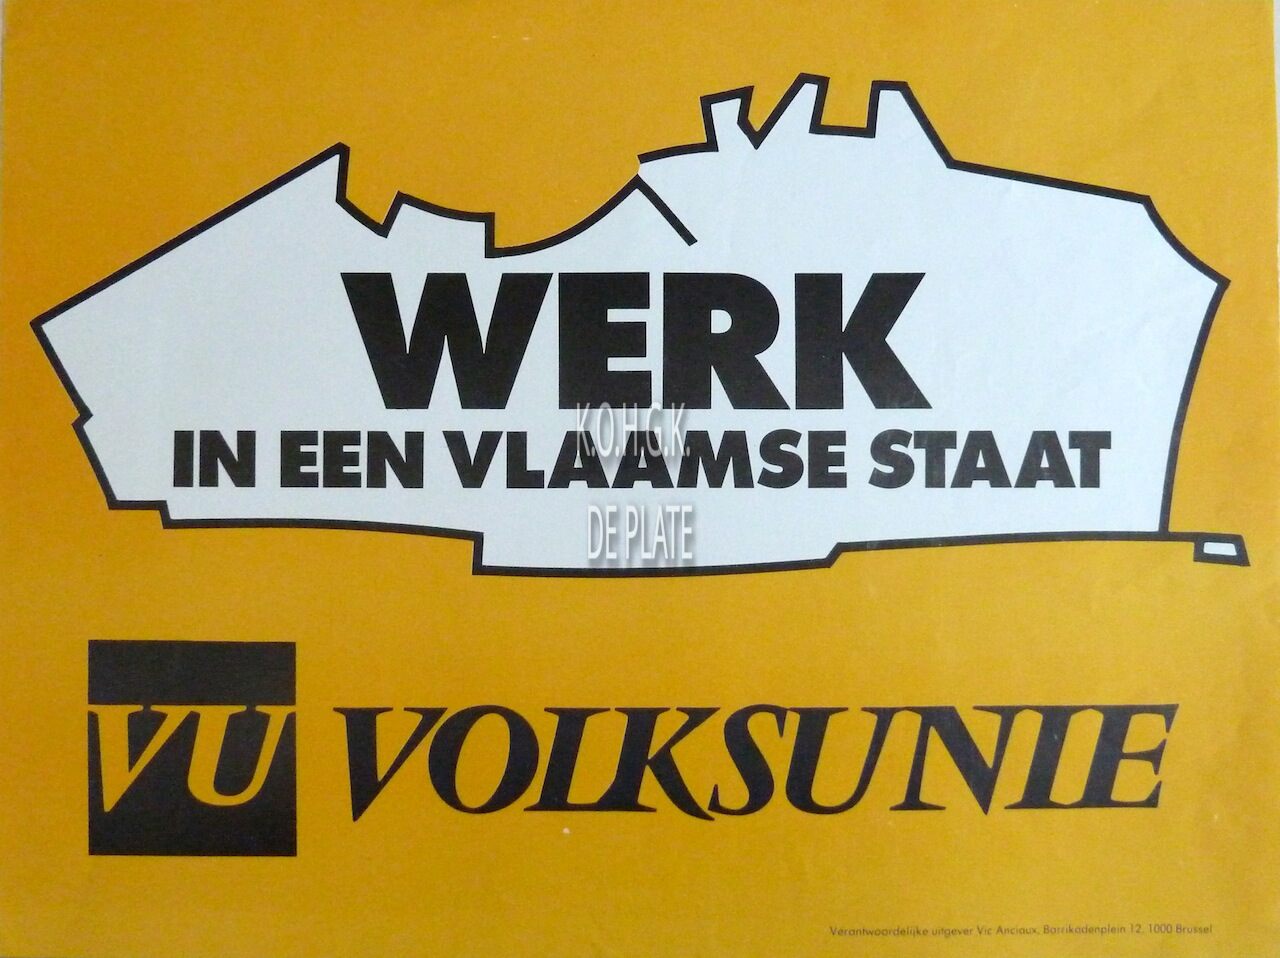 WERK
IN EEN VLAAMSE STAAT
K.O.H.G.K.
DE PLATE
VU VOLKSUNIE
Verantwoordelijke uitgever Vic Anciaux, Barrikadenplein 12, 1000 Brussel